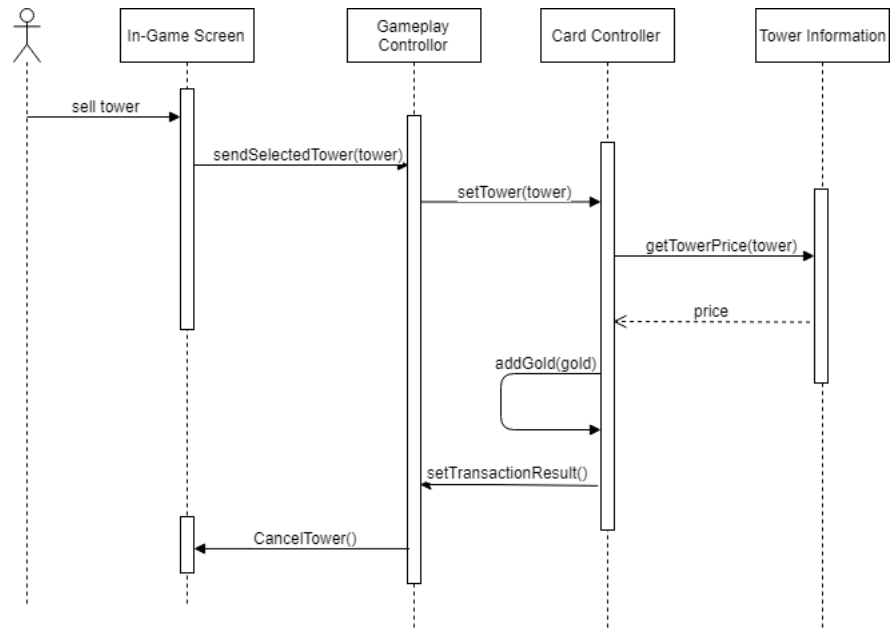 In-Game Screen
Gameplay
Controllor
Card Controller
Tower Information
sell tower
sendSelectedTower(tower)
setTower(tower)
getTowerPrice(tower)
price
addGold(gold)
setTransactionResult()
CancelTower()